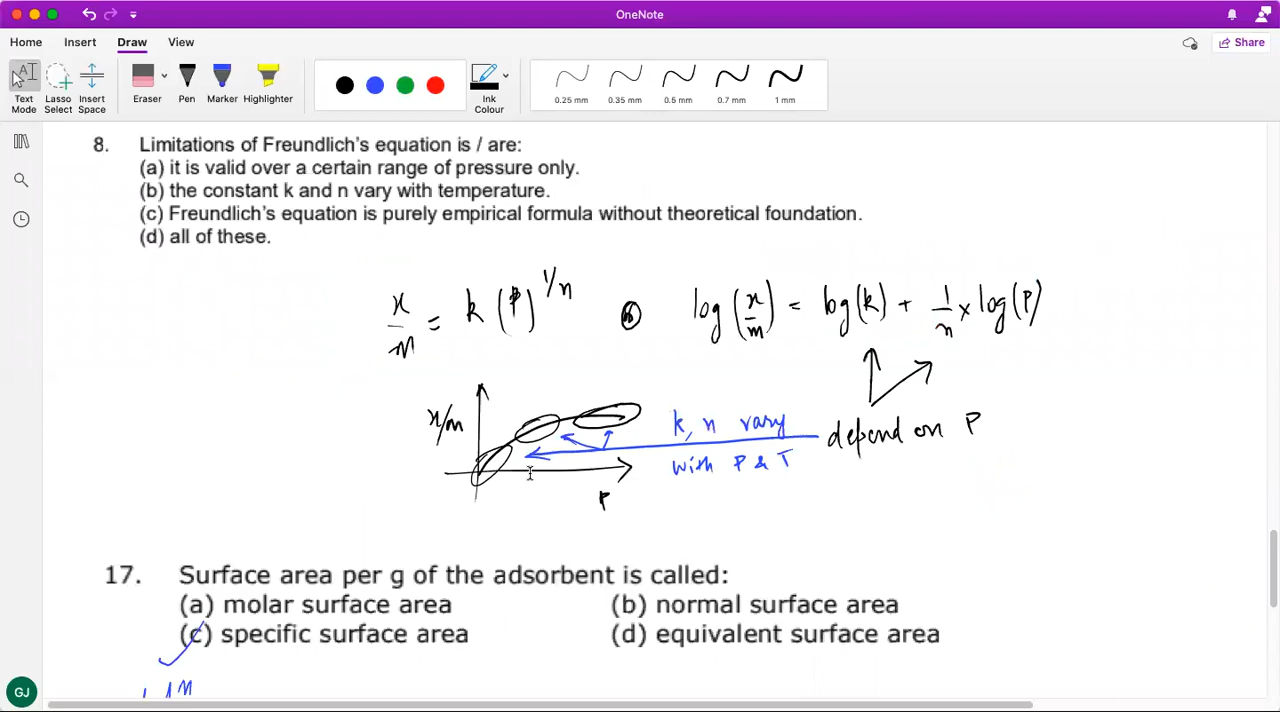 OneNote
Home Insert Draw View
Share
Text Mode
Lasso Select
Insert Space
Eraser
Pen
Marker
Highlighter
Ink Colour
0.25 mm
0.35 mm
0.5 mm
0.7 mm
1 mm
8. Limitations of Freundlich's equation is / are:
(a) it is valid over a certain range of pressure only.
(b) the constant k and n vary with temperature.
(c) Freundlich's equation is purely empirical formula without theoretical foundation.
(d) all of these.
x/m = k (P)^1/n log (x/m) = log(k) + 1/n × log(P)
x/m
k, n vary
depend on P
with P & T
P
17. Surface area per g of the adsorbent is called:
(a) molar surface area (b) normal surface area
(c) specific surface area (d) equivalent surface area
GJ